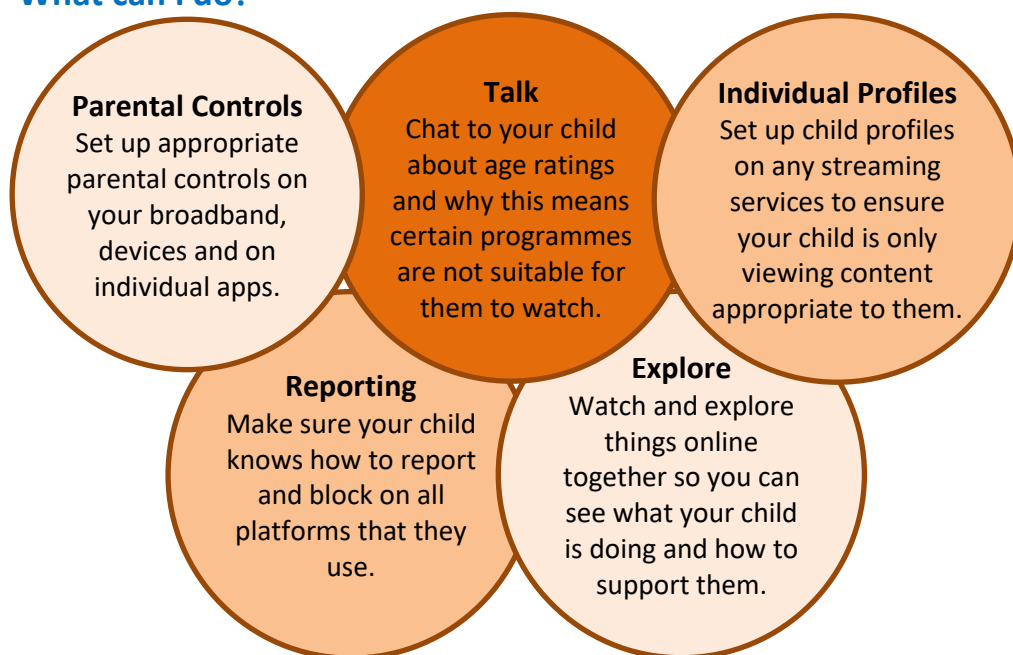 What can I do?
Parental Controls
Set up appropriate
parental controls on
your broadband,
devices and on
individual apps.
Talk
Chat to your child
about age ratings
and why this means
certain programmes
are not suitable for
them to watch.
Individual Profiles
Set up child profiles
on any streaming
services to ensure
your child is only
viewing content
appropriate to them.
Reporting
Make sure your child
knows how to report
and block on all
platforms that they
use.
Explore
Watch and explore
things online
together so you can
see what your child
is doing and how to
support them.